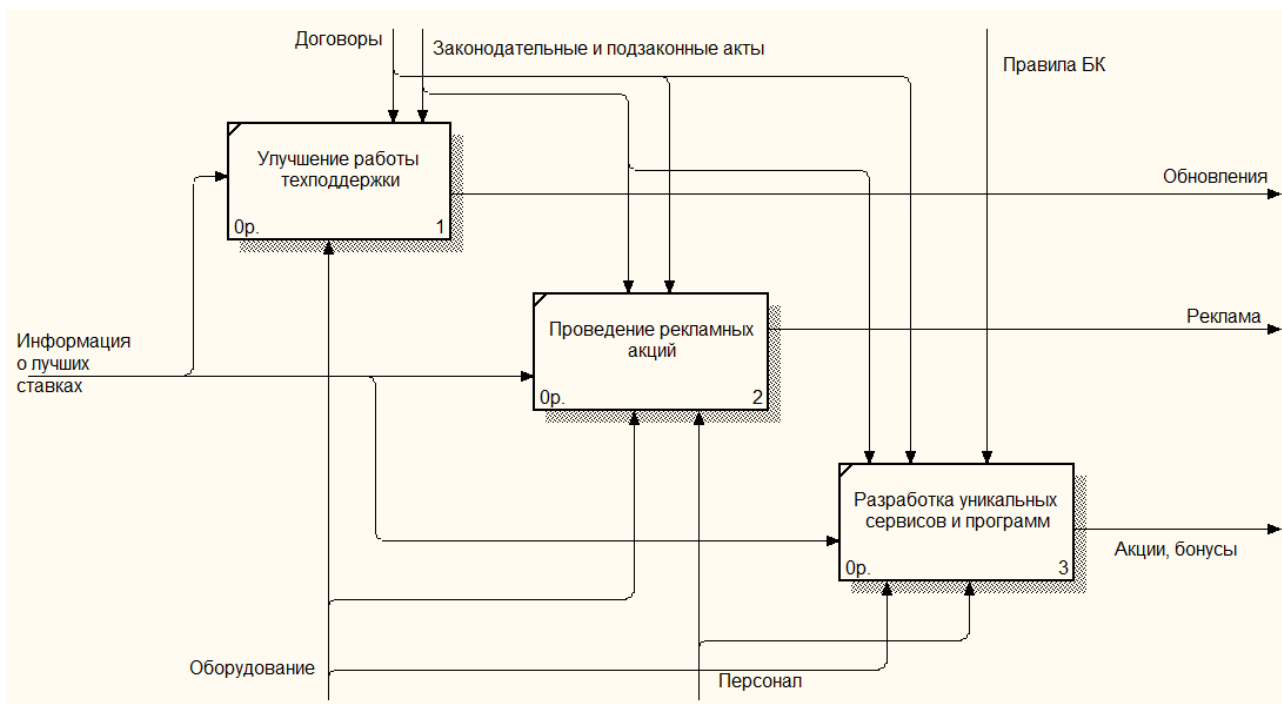 Договоры
Законодательные и подзаконные акты
Правила БК
Улучшение работы
техподдержки
0р.
1
Обновления
Информация
о лучших
ставках
Проведение рекламных
акций
0р.
2
Реклама
Разработка уникальных
сервисов и программ
0р.
3
Акции, бонусы
Оборудование
Персонал